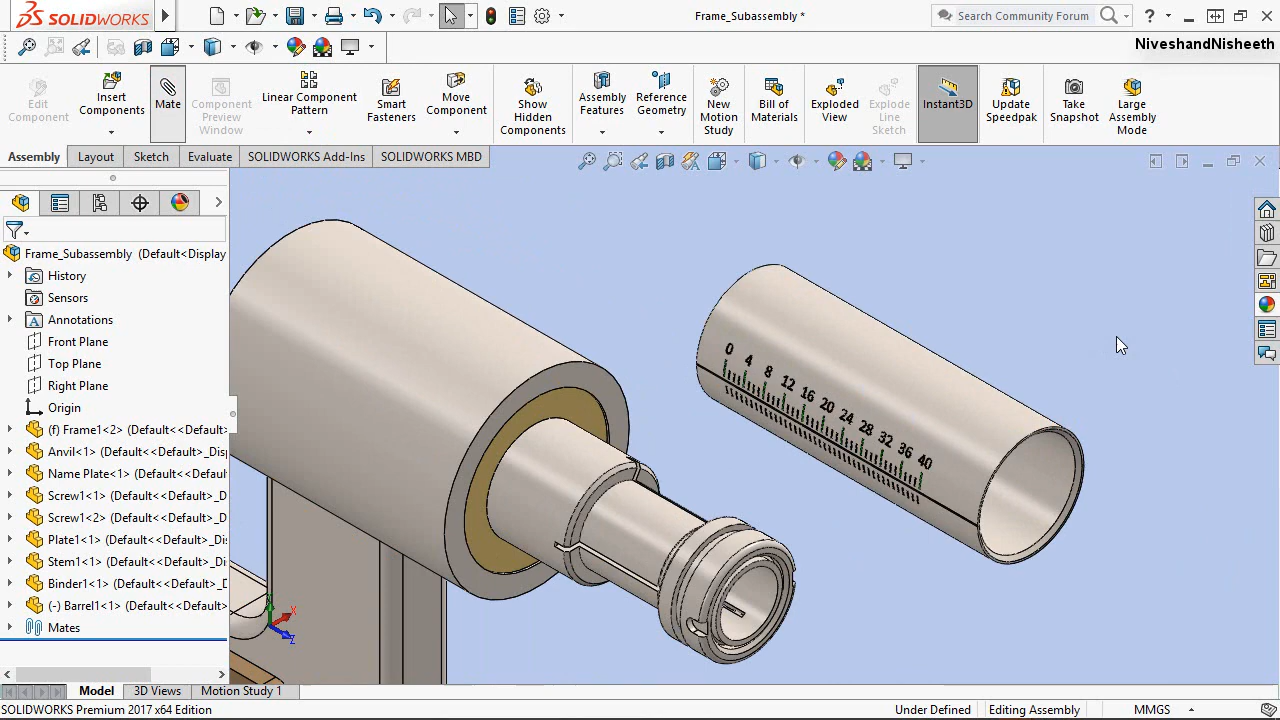 SOLIDWORKS
Frame_Subassembly
Search Community Forum
?
NiveshandNisheeth
Edit Component
Insert Components
Mate
Component Preview Window
Linear Component Pattern
Smart Fasteners
Move Component
Show Hidden Components
Assembly Features
Reference Geometry
New Motion Study
Bill of Materials
Exploded View
Explode Line Sketch
Instant3D
Update Speedpak
Take Snapshot
Large Assembly Mode
Assembly Layout Sketch Evaluate SOLIDWORKS Add-Ins SOLIDWORKS MBD
Frame_Subassembly (Default<Display
History
Sensors
Annotations
Front Plane
Top Plane
Right Plane
Origin
(f) Frame1<2> (Default<<Default>
Anvil<1> (Default<<Default>_Disp
Name Plate<1> (Default<<Default>
Screw1<1> (Default<<Default>_D
Screw1<2> (Default<<Default>_D
Plate1<1> (Default<<Default>_Dis
Stem1<1> (Default<<Default>_Dis
Binder1<1> (Default<<Default>_D
(-) Barrel1<1> (Default<<Default>
Mates
0 4 8 12 16 20 24 28 32 36 40
X
Z
Model 3D Views Motion Study 1
SOLIDWORKS Premium 2017 x64 Edition Under Defined Editing Assembly MMGS